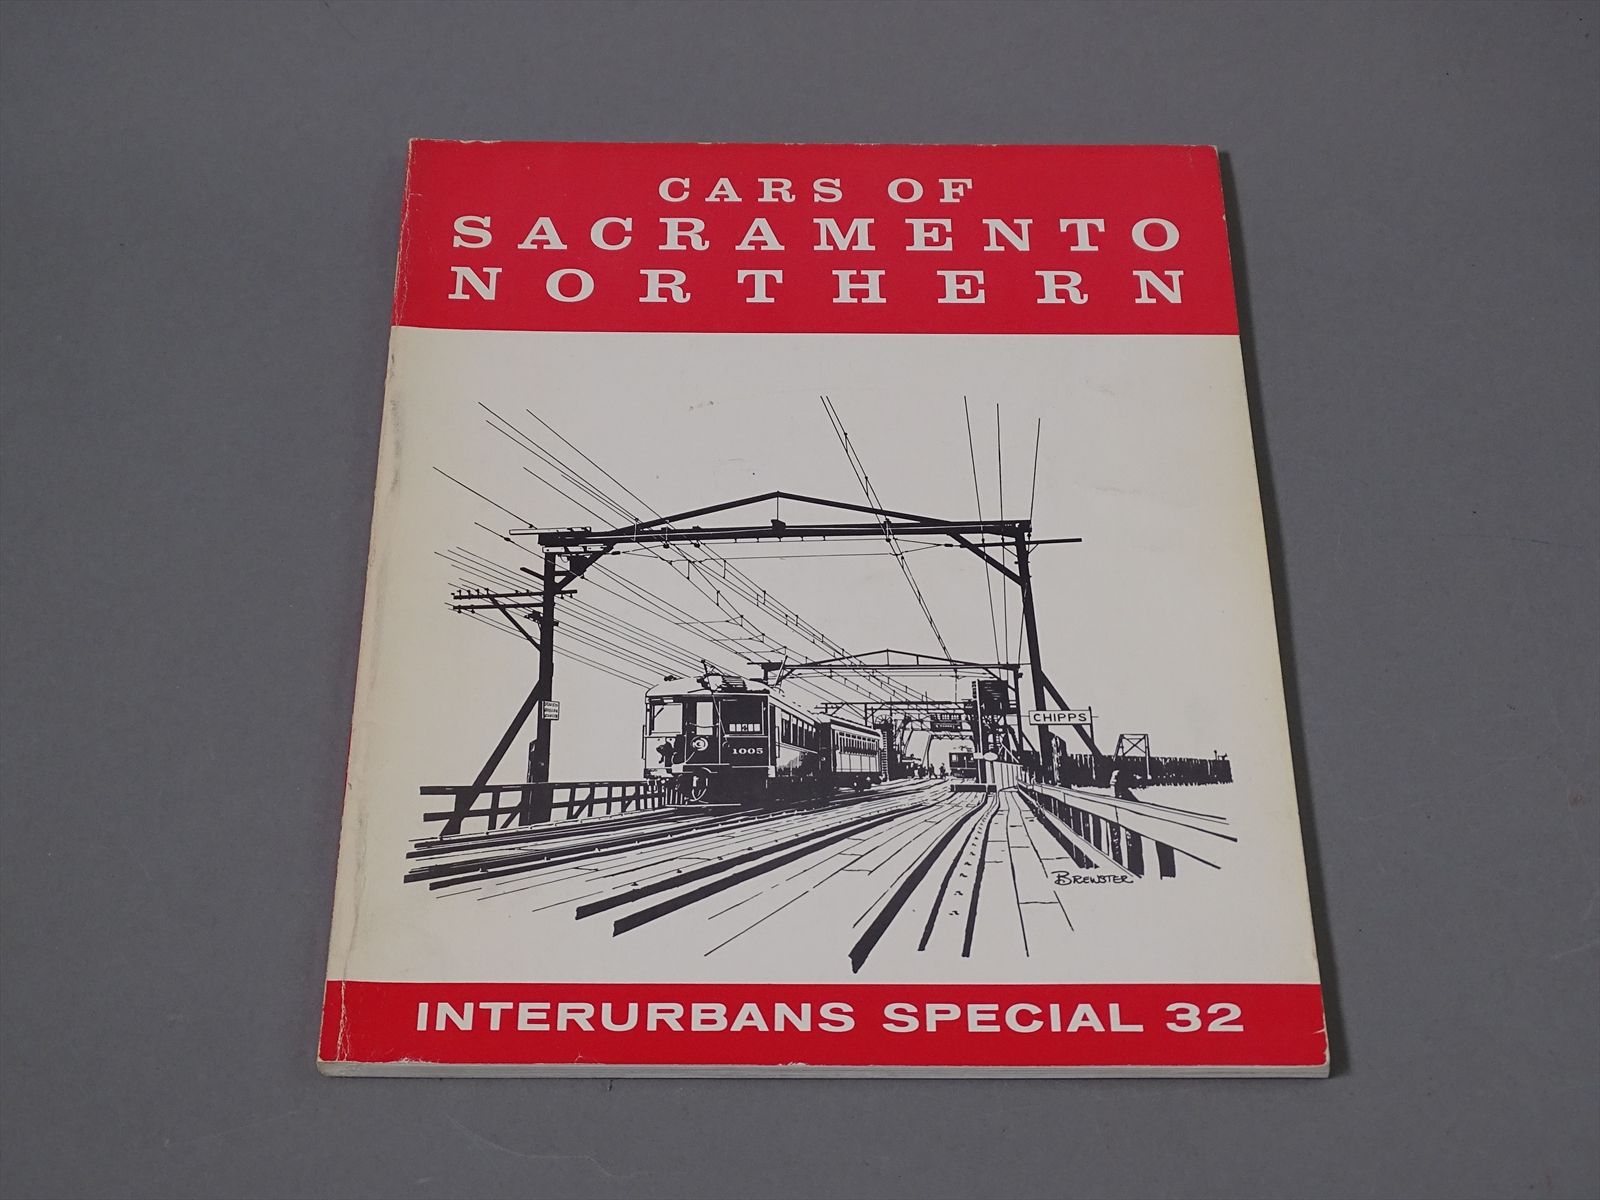 CARS OF
SACRAMENTO
NORTHERN
1005
CHIPPS
BREWSTER
INTERURBANS SPECIAL 32